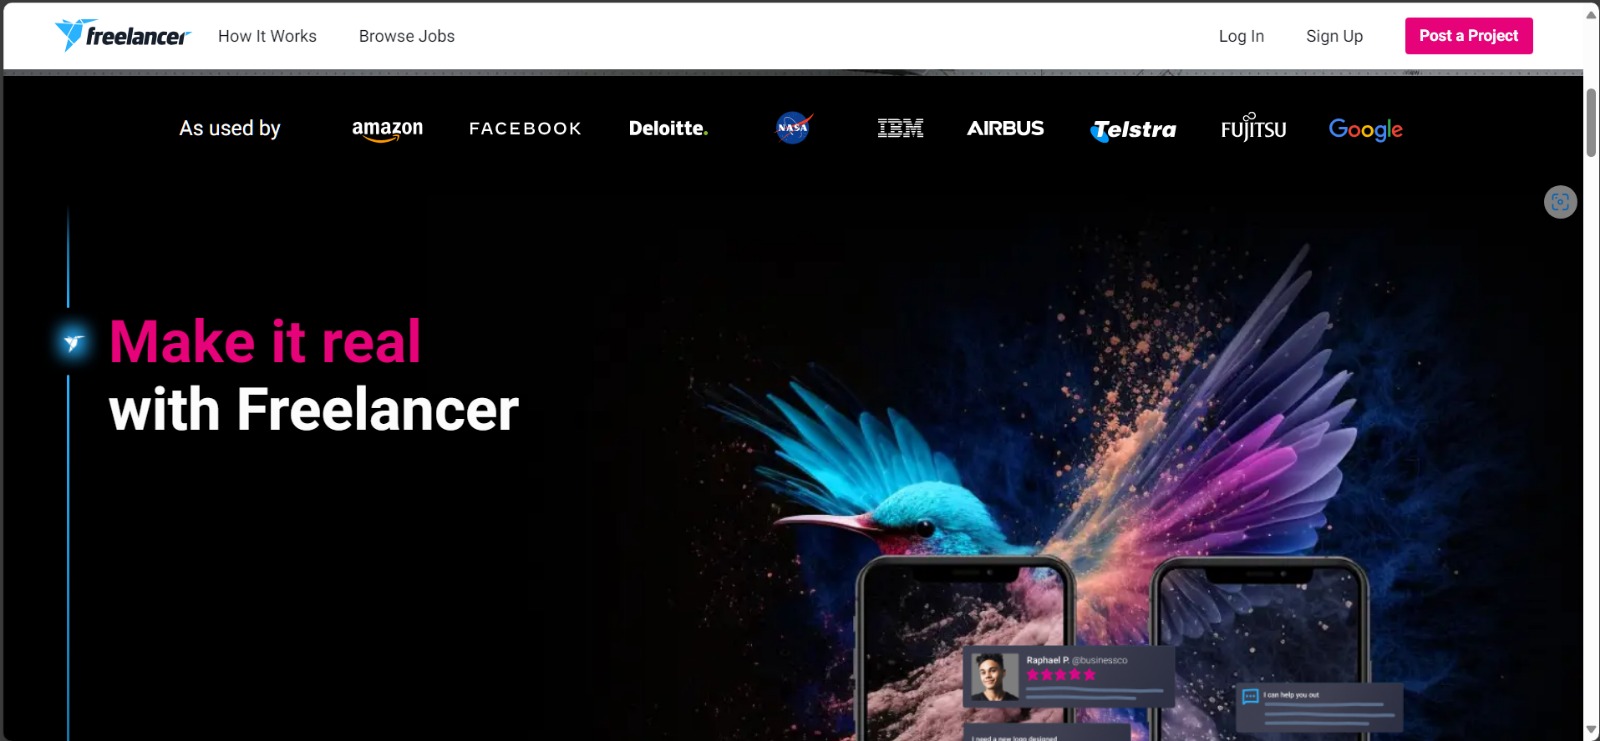 freelancer How It Works Browse Jobs Log In Sign Up Post a Project
As used by amazon FACEBOOK Deloitte. NASA IBM AIRBUS Telstra FUJITSU Google
Make it real
with Freelancer
Raphael P. @businessco
I can help you out
I need a new logo designed